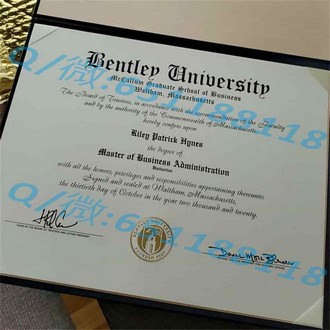 Bentley University
McCallum Graduate School of Business
Waltham, Massachusetts
The Board of Trustees, in accordance with the recommendation of the Faculty
and by the authority of the Commonwealth of Massachusetts,
hereby confers upon
Riley Patrick Hynes
the degree of
Master of Business Administration
with all the honors, privileges and responsibilities appertaining thereunto.
Signed and sealed at Waltham, Massachusetts,
the thirtieth day of October in the year two thousand and twenty.
Q/微:
Q/微: